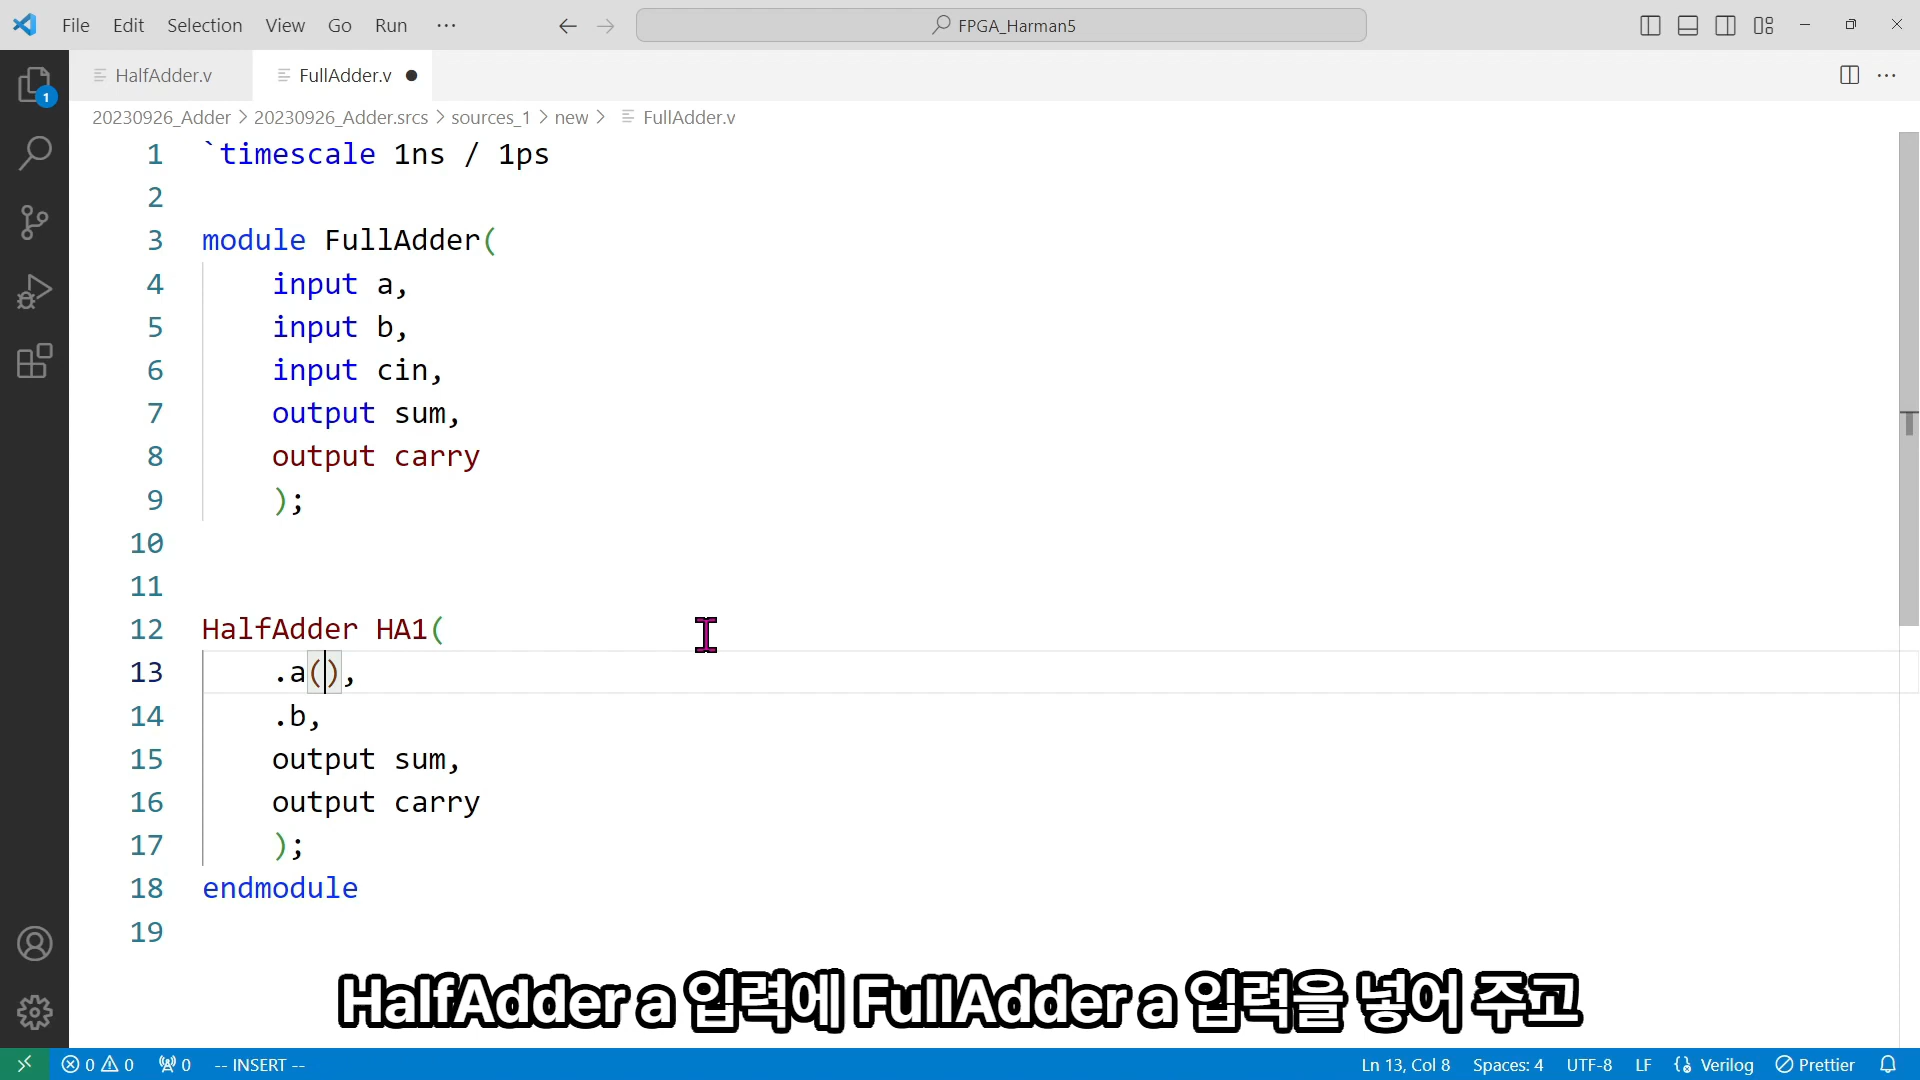 File Edit Selection View Go Run ··· FPGA_Harman5
HalfAdder.v FullAdder.v
20230926_Adder > 20230926_Adder.srcs > sources_1 > new > FullAdder.v
1
1 `timescale 1ns / 1ps
2
3 module FullAdder(
4 input a,
5 input b,
6 input cin,
7 output sum,
8 output carry
9 );
10
11
12 HalfAdder HA1(
13 .a(),
14 .b,
15 output sum,
16 output carry
17 );
18 endmodule
19
HalfAdder a 입력에 FullAdder a 입력을 넣어 주고
0 0 0 -- INSERT -- Ln 13, Col 8 Spaces: 4 UTF-8 LF Verilog Prettier